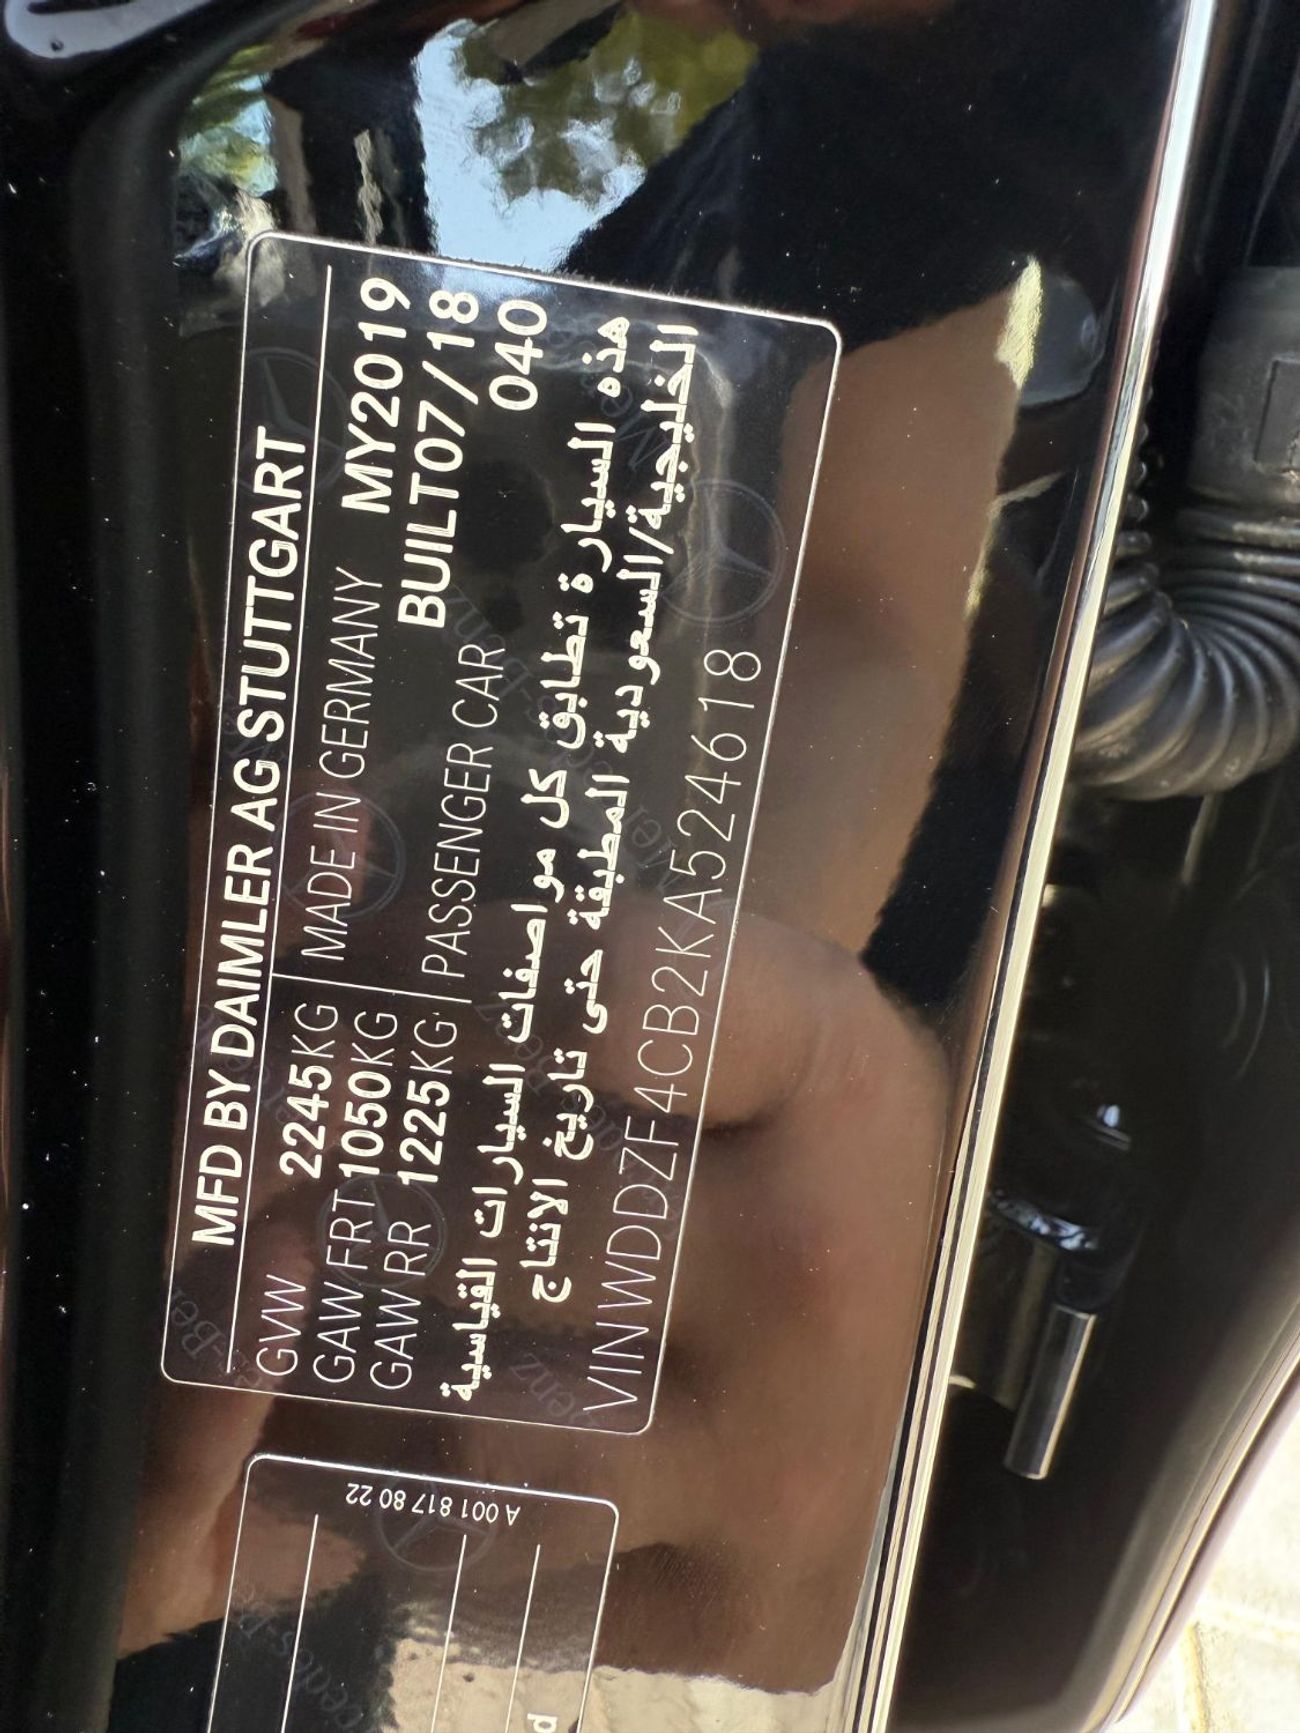 MFD BY DAIMLER AG STUTTGART
GVW 2245KG MADE IN GERMANY MY2019
GAW FRT 1050KG BUILT07/18
GAW RR 1225KG PASSENGER CAR 040
هذه السيارة تطابق كل مواصفات السيارات القياسية
الخليجية/السعودية المطبقة حتى تاريخ الانتاج
VIN WDDZF4CB2KA524618
A 001 817 80 22